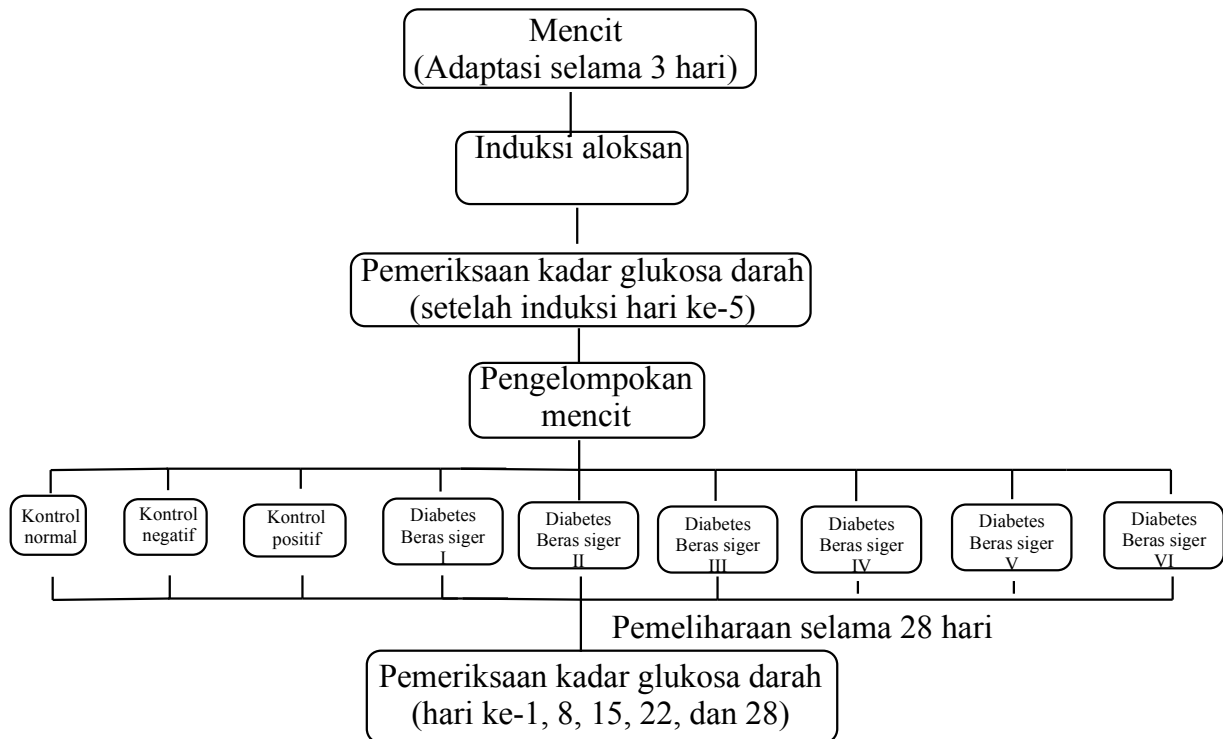 Mencit
(Adaptasi selama 3 hari)
Induksi aloksan
Pemeriksaan kadar glukosa darah
(setelah induksi hari ke-5)
Pengelompokan
mencit
Kontrol
normal
Kontrol
negatif
Kontrol
positif
Diabetes
Beras siger
I
Diabetes
Beras siger
II
Diabetes
Beras siger
III
Diabetes
Beras siger
IV
Diabetes
Beras siger
V
Diabetes
Beras siger
VI
Pemeliharaan selama 28 hari
Pemeriksaan kadar glukosa darah
(hari ke-1, 8, 15, 22, dan 28)